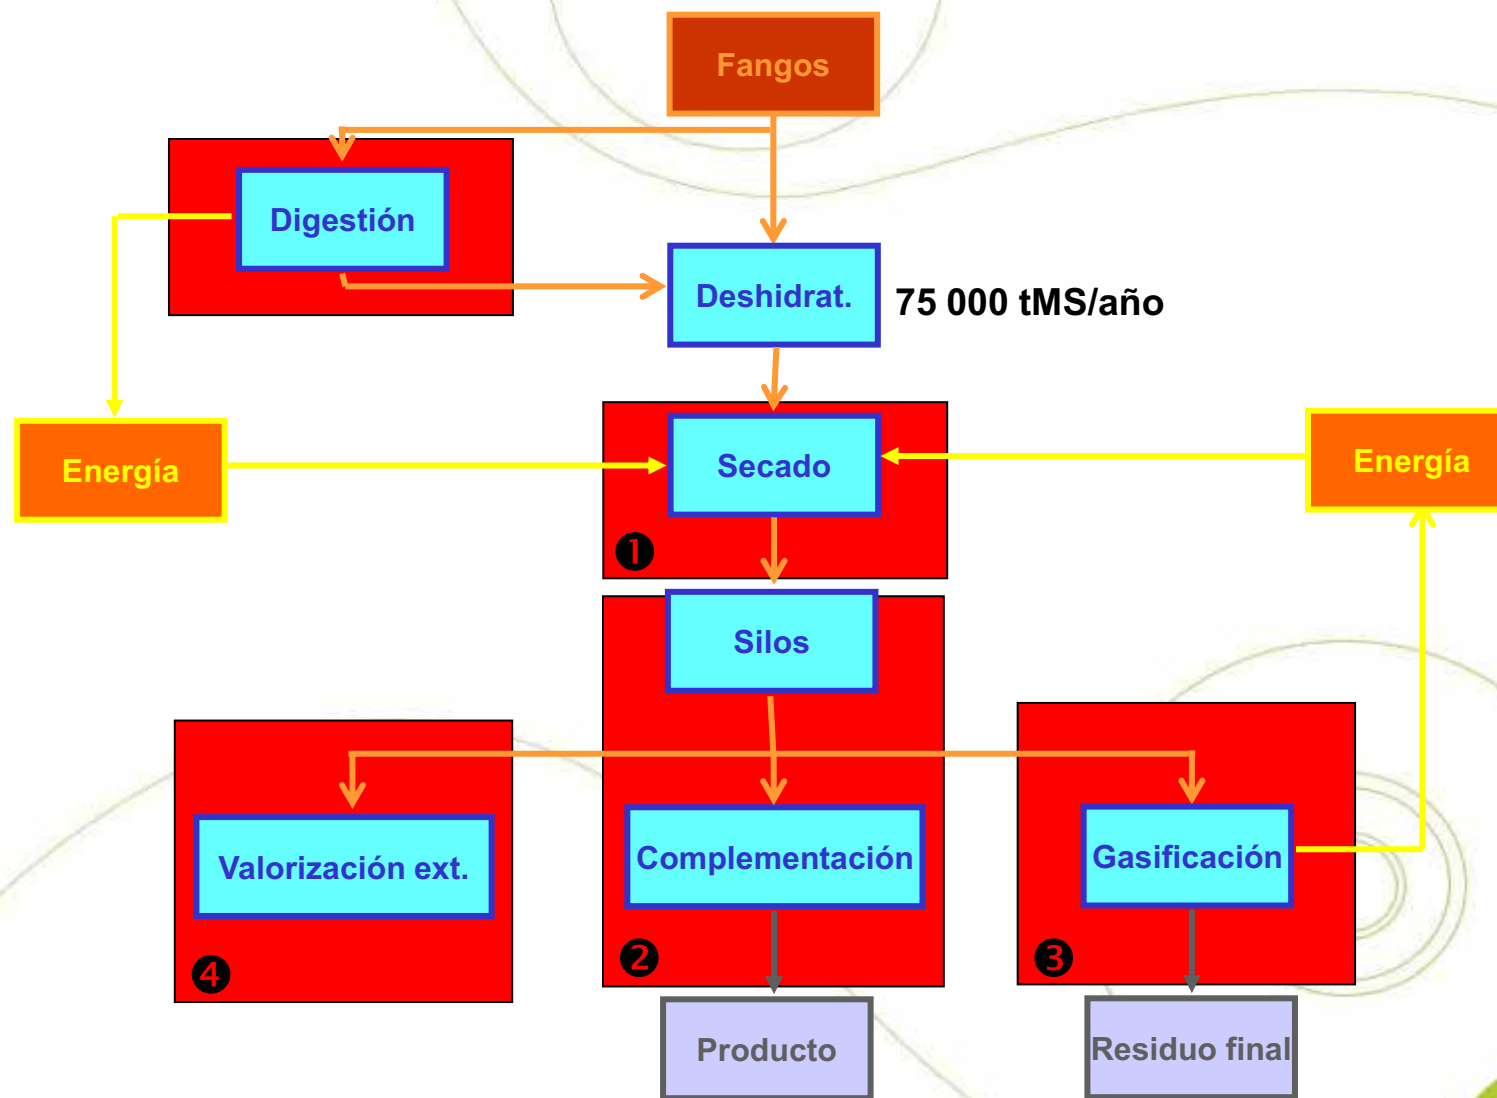 Fangos
Digestión
Deshidrat.
75 000 tMS/año
Energía
Secado
Energía
❶
Silos
Valorización ext.
Complementación
Gasificación
❹
❷
❸
Producto
Residuo final